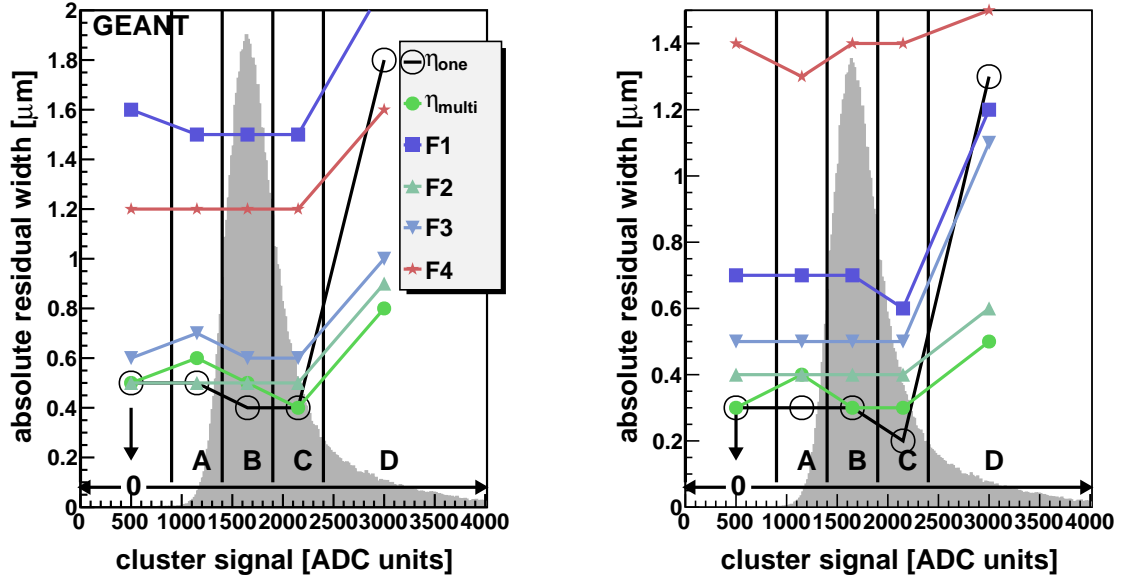 GEANT
absolute residual width [μm]
2
1.8
1.6
1.4
1.2
1
0.8
0.6
0.4
0.2
0
ηone
ηmulti
F1
F2
F3
F4
A B C D
0
0 500 1000 1500 2000 2500 3000 3500 4000
cluster signal [ADC units]
absolute residual width [μm]
1.4
1.2
1
0.8
0.6
0.4
0.2
0
A B C D
0
0 500 1000 1500 2000 2500 3000 3500 4000
cluster signal [ADC units]